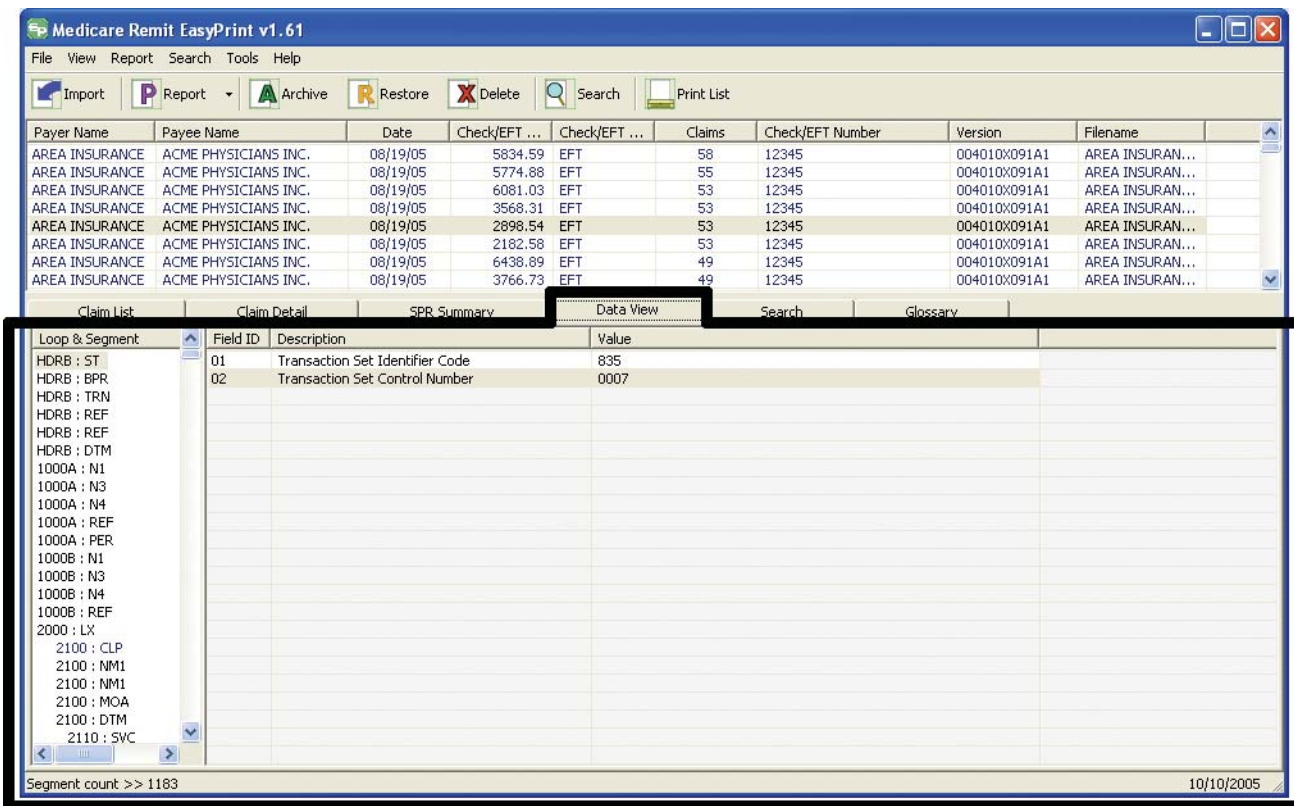 Medicare Remit EasyPrint v1.61
File View Report Search Tools Help
Import Report Archive Restore Delete Search Print List
Payer Name Payee Name Date Check/EFT ... Check/EFT ... Claims Check/EFT Number Version Filename
AREA INSURANCE ACME PHYSICIANS INC. 08/19/05 5834.59 EFT 58 12345 004010X091A1 AREA INSURAN...
AREA INSURANCE ACME PHYSICIANS INC. 08/19/05 5774.88 EFT 55 12345 004010X091A1 AREA INSURAN...
AREA INSURANCE ACME PHYSICIANS INC. 08/19/05 6081.03 EFT 53 12345 004010X091A1 AREA INSURAN...
AREA INSURANCE ACME PHYSICIANS INC. 08/19/05 3568.31 EFT 53 12345 004010X091A1 AREA INSURAN...
AREA INSURANCE ACME PHYSICIANS INC. 08/19/05 2898.54 EFT 53 12345 004010X091A1 AREA INSURAN...
AREA INSURANCE ACME PHYSICIANS INC. 08/19/05 2182.58 EFT 53 12345 004010X091A1 AREA INSURAN...
AREA INSURANCE ACME PHYSICIANS INC. 08/19/05 6438.89 EFT 49 12345 004010X091A1 AREA INSURAN...
AREA INSURANCE ACME PHYSICIANS INC. 08/19/05 3766.73 EFT 49 12345 004010X091A1 AREA INSURAN...
Claim List Claim Detail SPR Summary Data View Search Glossary
Loop & Segment Field ID Description Value
HDRB : ST 01 Transaction Set Identifier Code 835
HDRB : BPR 02 Transaction Set Control Number 0007
HDRB : TRN
HDRB : REF
HDRB : REF
HDRB : DTM
1000A : N1
1000A : N3
1000A : N4
1000A : REF
1000A : PER
1000B : N1
1000B : N3
1000B : N4
1000B : REF
2000 : LX
2100 : CLP
2100 : NM1
2100 : NM1
2100 : MOA
2100 : DTM
2110 : SVC
Segment count >> 1183 10/10/2005